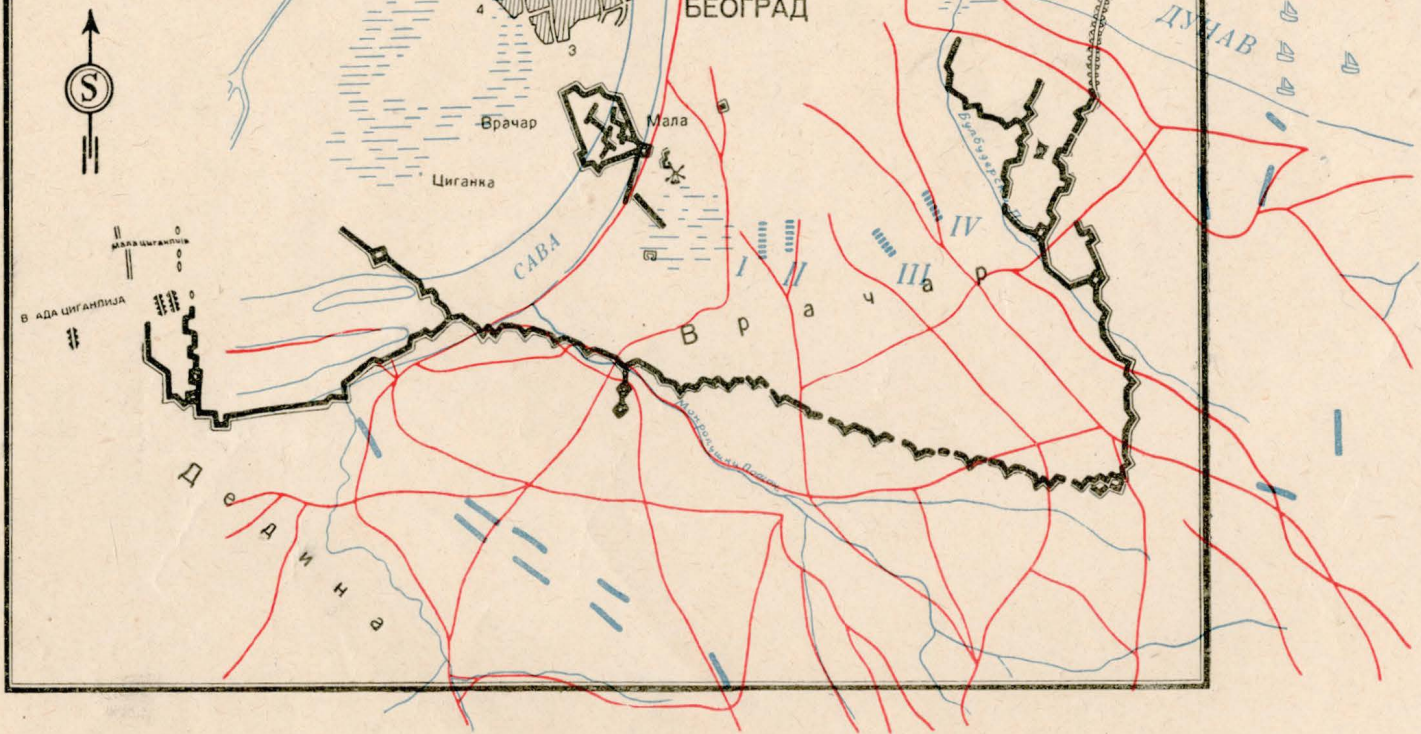 4
БЕОГРАД
3
ДУНАВ
S
Врачар
Мала
Циганка
САВА
IV
I
II
III
Мала циганлија
В АДА ЦИГАНЛИЈА
Врачар
Дедина